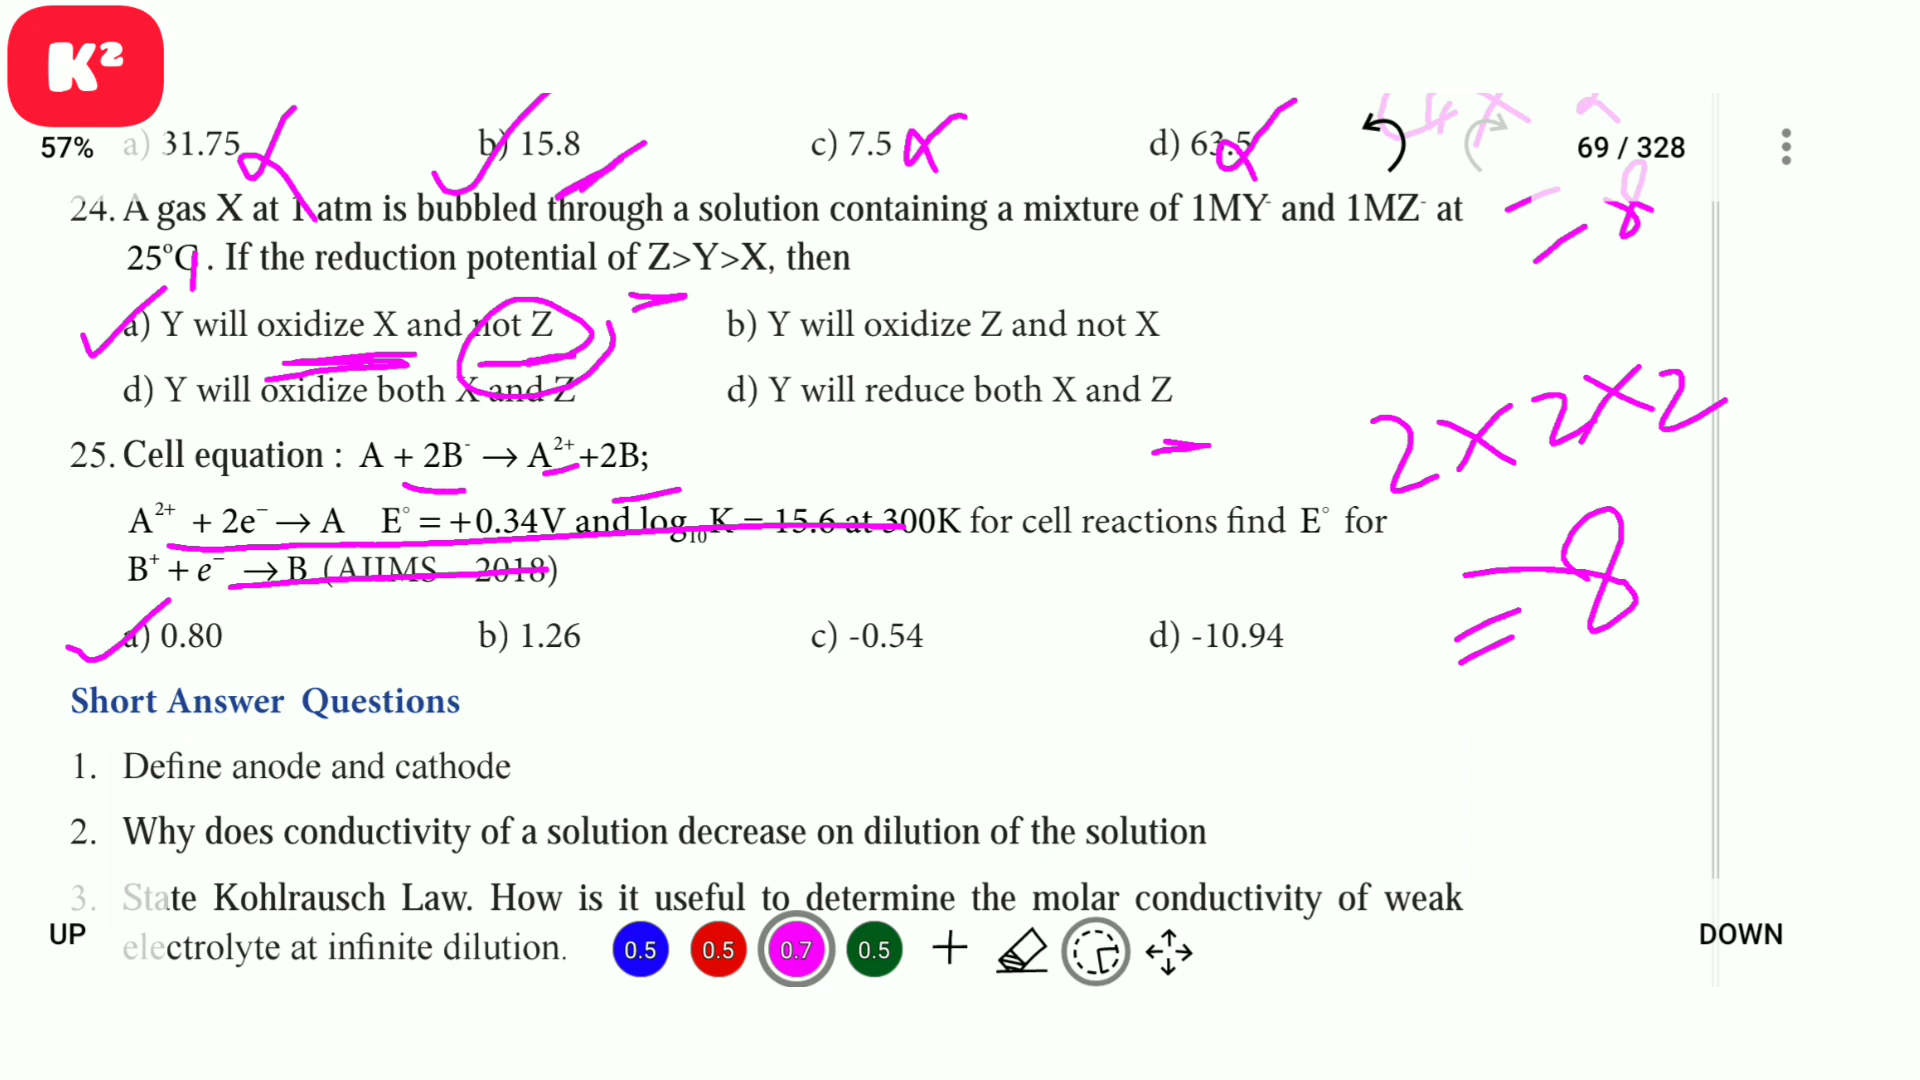 K²
57% a) 31.75 b) 15.8 c) 7.5 d) 63.5 69 / 328
24. A gas X at 1 atm is bubbled through a solution containing a mixture of 1MY⁻ and 1MZ⁻ at
25°C . If the reduction potential of Z>Y>X, then
a) Y will oxidize X and not Z b) Y will oxidize Z and not X
d) Y will oxidize both X and Z d) Y will reduce both X and Z
2×2×2
25. Cell equation : A + 2B⁻ → A²⁺+2B;
A²⁺ + 2e⁻ → A E° = +0.34V and log₁₀K = 15.6 at 300K for cell reactions find E° for
B⁺ + e⁻ → B (AIIMS – 2018)
= 8
a) 0.80 b) 1.26 c) -0.54 d) -10.94
Short Answer Questions
1. Define anode and cathode
2. Why does conductivity of a solution decrease on dilution of the solution
3. State Kohlrausch Law. How is it useful to determine the molar conductivity of weak
electrolyte at infinite dilution.
UP 0.5 0.5 0.7 0.5 DOWN